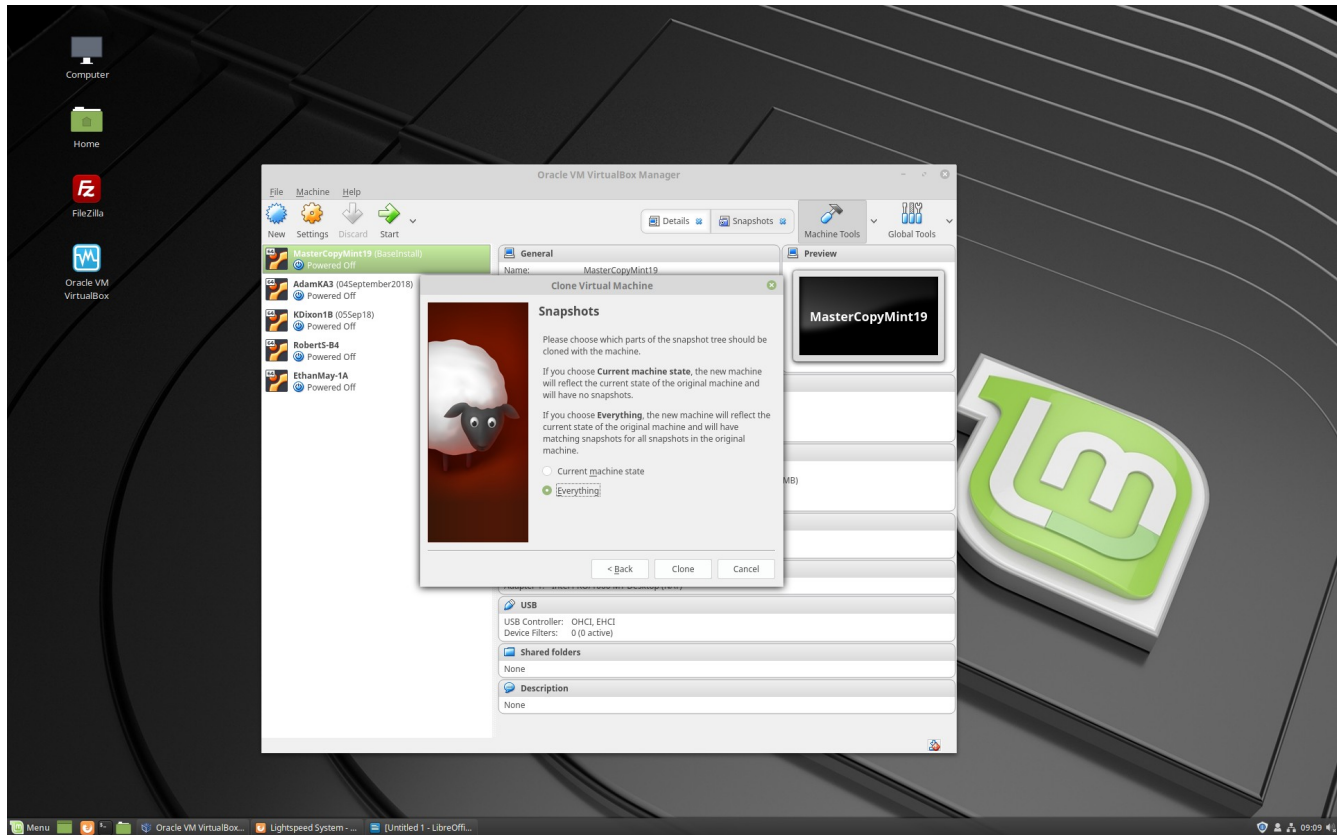 Computer
Home
FileZilla
Oracle VM
VirtualBox
Oracle VM VirtualBox Manager
File Machine Help
New Settings Discard Start
Details Snapshots Machine Tools Global Tools
MasterCopyMint19 (BaseInstall)
Powered Off
AdamKA3 (04September2018)
Powered Off
KDixon1B (05Sep18)
Powered Off
RobertS-B4
Powered Off
EthanMay-1A
Powered Off
General
Name: MasterCopyMint19
Preview
MasterCopyMint19
Clone Virtual Machine
Snapshots
Please choose which parts of the snapshot tree should be
cloned with the machine.
If you choose Current machine state, the new machine
will reflect the current state of the original machine and
will have no snapshots.
If you choose Everything, the new machine will reflect the
current state of the original machine and will have
matching snapshots for all snapshots in the original
machine.
Current machine state
Everything
< Back Clone Cancel
MB)
USB
USB Controller: OHCI, EHCI
Device Filters: 0 (0 active)
Shared folders
None
Description
None
Menu Oracle VM VirtualBox... Lightspeed System - ... [Untitled 1 - LibreOffi... 09:09